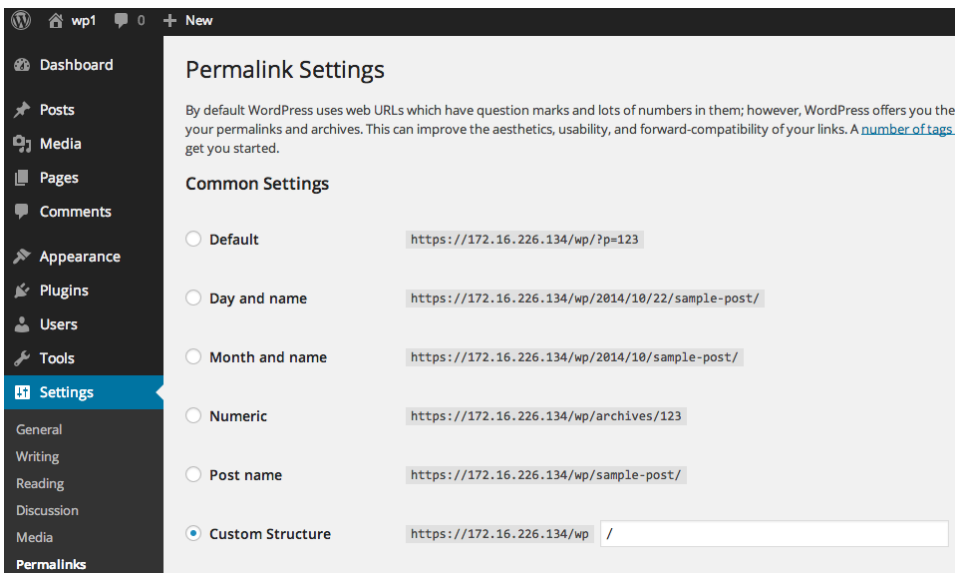 wp1 0 + New
Dashboard
Posts
Media
Pages
Comments
Appearance
Plugins
Users
Tools
Settings
General
Writing
Reading
Discussion
Media
Permalinks
Permalink Settings
By default WordPress uses web URLs which have question marks and lots of numbers in them; however, WordPress offers you the
your permalinks and archives. This can improve the aesthetics, usability, and forward-compatibility of your links. A number of tags
get you started.
Common Settings
Default https://172.16.226.134/wp/?p=123
Day and name https://172.16.226.134/wp/2014/10/22/sample-post/
Month and name https://172.16.226.134/wp/2014/10/sample-post/
Numeric https://172.16.226.134/wp/archives/123
Post name https://172.16.226.134/wp/sample-post/
Custom Structure https://172.16.226.134/wp /